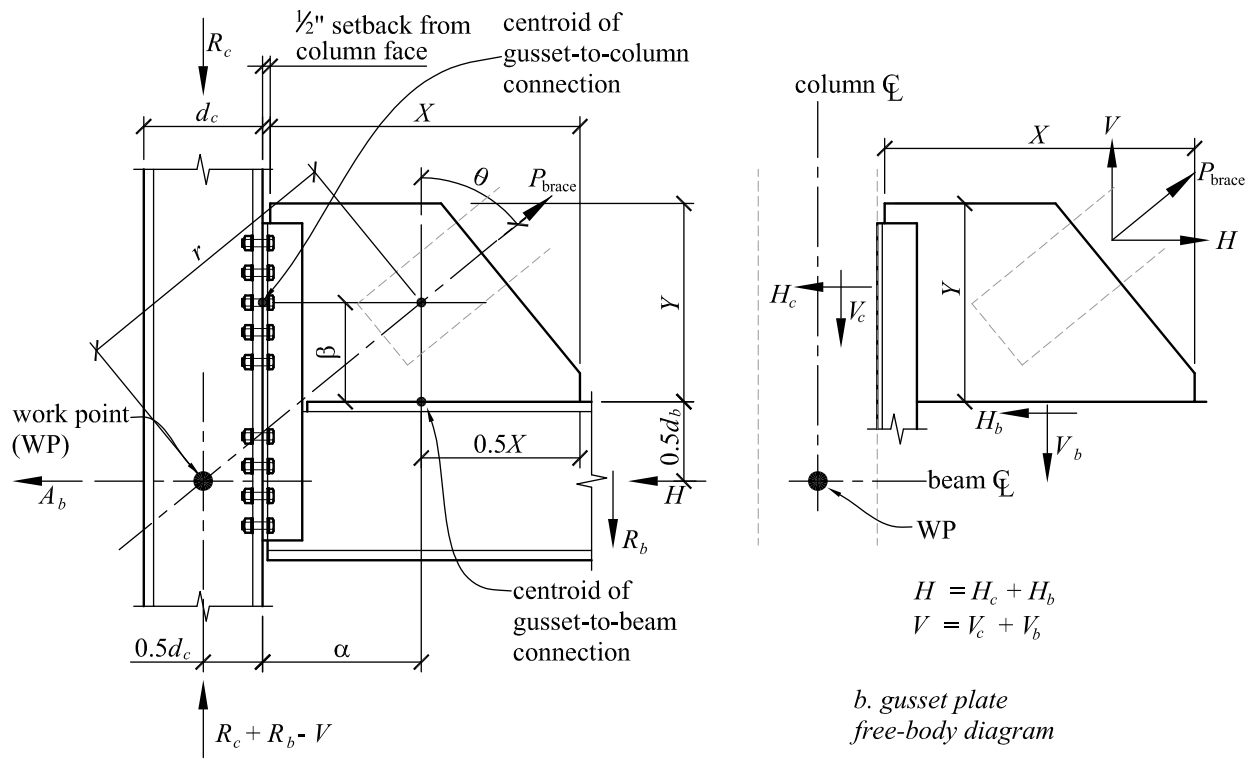 R_c
½" setback from
column face
centroid of
gusset-to-column
connection
d_c
X
θ
P_brace
r
β
Y
work point
(WP)
0.5X
0.5d_b
A_b
H
R_b
centroid of
gusset-to-beam
connection
0.5d_c
α
R_c + R_b - V
column ℄
X
V
P_brace
H
H_c
V_c
Y
H_b
V_b
beam ℄
WP
H = H_c + H_b
V = V_c + V_b
b. gusset plate
free-body diagram